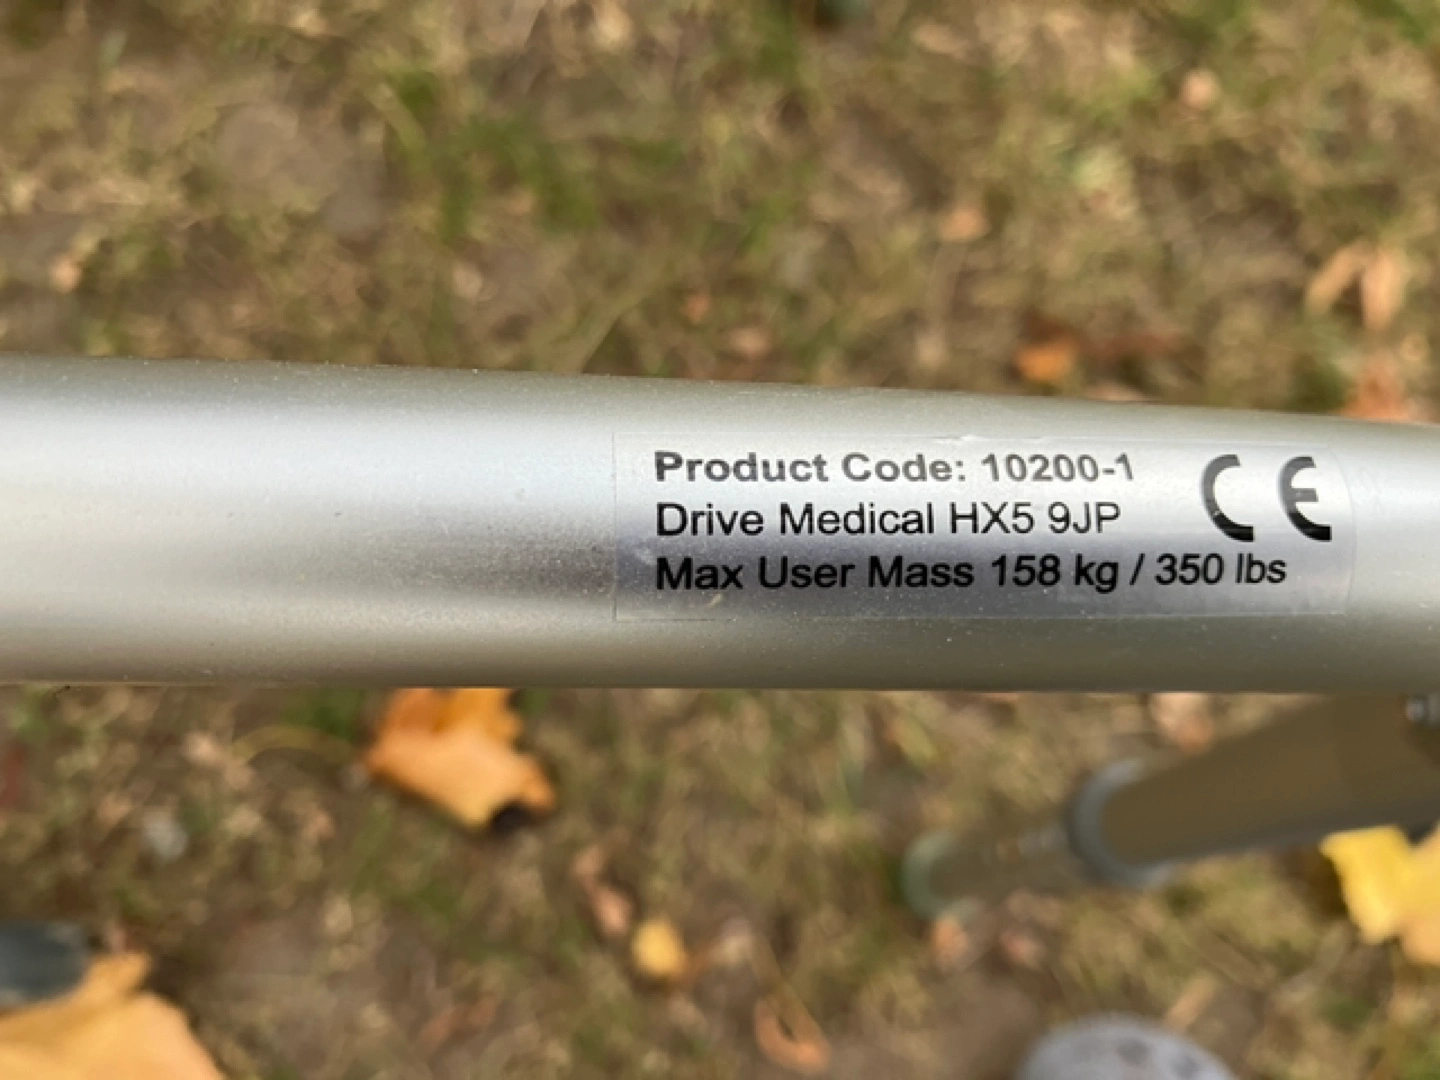 Product Code: 10200-1 CE
Drive Medical HX5 9JP
Max User Mass 158 kg / 350 lbs